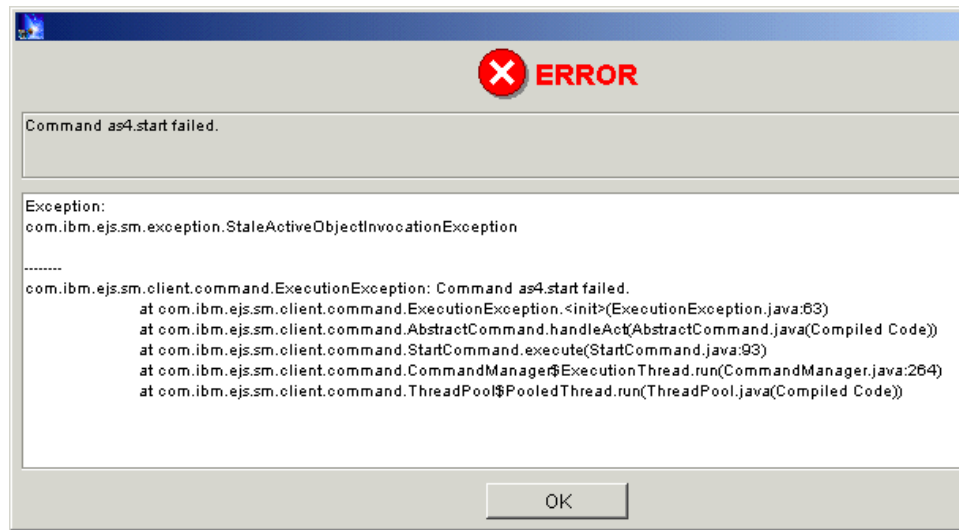 ERROR
Command as4.start failed.
Exception:
com.ibm.ejs.sm.exception.StaleActiveObjectInvocationException
--------
com.ibm.ejs.sm.client.command.ExecutionException: Command as4.start failed.
at com.ibm.ejs.sm.client.command.ExecutionException.<init>(ExecutionException.java:63)
at com.ibm.ejs.sm.client.command.AbstractCommand.handleAct(AbstractCommand.java(Compiled Code))
at com.ibm.ejs.sm.client.command.StartCommand.execute(StartCommand.java:93)
at com.ibm.ejs.sm.client.command.CommandManager$ExecutionThread.run(CommandManager.java:264)
at com.ibm.ejs.sm.client.command.ThreadPool$PooledThread.run(ThreadPool.java(Compiled Code))
OK